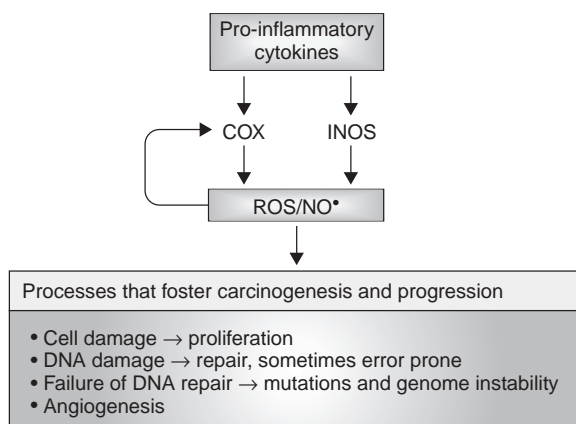 Pro-inflammatory
cytokines
COX
INOS
ROS/NO•
Processes that foster carcinogenesis and progression
• Cell damage → proliferation
• DNA damage → repair, sometimes error prone
• Failure of DNA repair → mutations and genome instability
• Angiogenesis